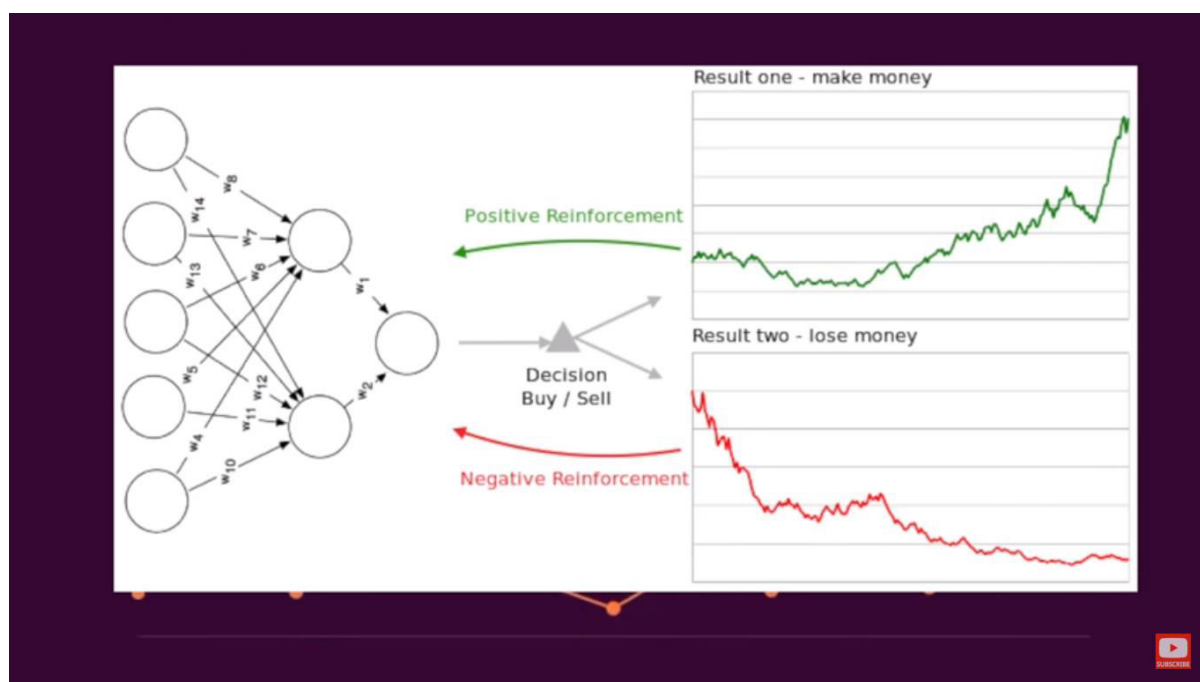 Result one - make money
w8
w14
w7
Positive Reinforcement
w6
w13
w1
Result two - lose money
Decision
Buy / Sell
w5
w12
w2
w11
w4
w10
Negative Reinforcement
SUBSCRIBE